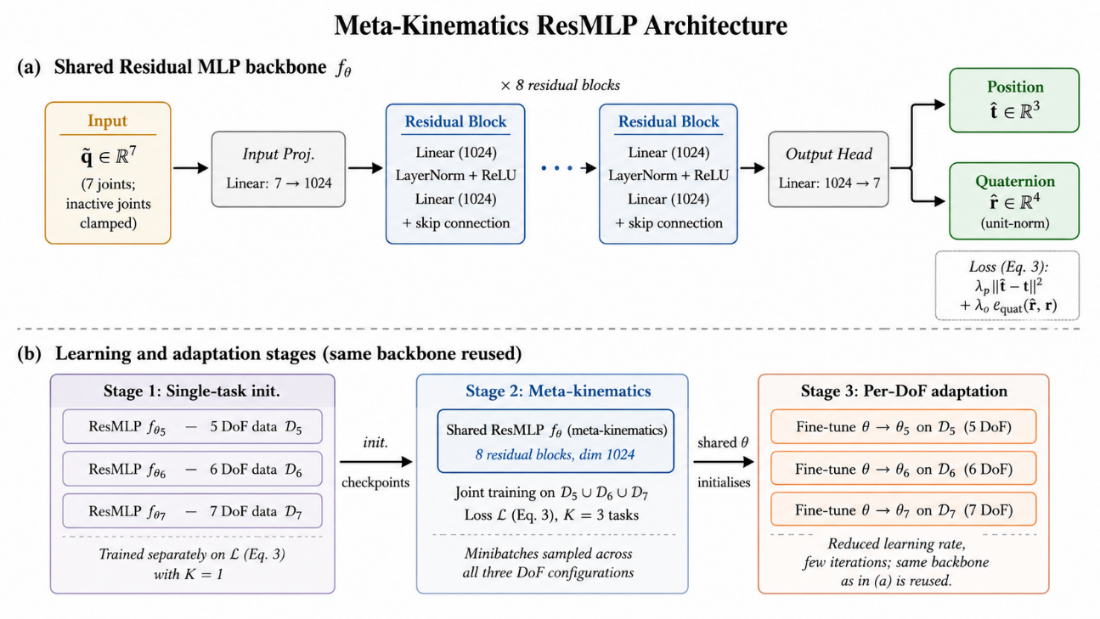 Meta-Kinematics ResMLP Architecture
(a) Shared Residual MLP backbone f_θ
× 8 residual blocks
Input
q̃ ∈ ℝ⁷
(7 joints;
inactive joints
clamped)
Input Proj.
Linear: 7 → 1024
Residual Block
Linear (1024)
LayerNorm + ReLU
Linear (1024)
+ skip connection
Residual Block
Linear (1024)
LayerNorm + ReLU
Linear (1024)
+ skip connection
Output Head
Linear: 1024 → 7
Position
t̂ ∈ ℝ³
Quaternion
r̂ ∈ ℝ⁴
(unit-norm)
Loss (Eq. 3):
λ_p ||t̂ − t||²
+ λ_o e_quat(r̂, r)
(b) Learning and adaptation stages (same backbone reused)
Stage 1: Single-task init.
ResMLP f_θ₅ — 5 DoF data 𝒟₅
ResMLP f_θ₆ — 6 DoF data 𝒟₆
ResMLP f_θ₇ — 7 DoF data 𝒟₇
Trained separately on ℒ (Eq. 3)
with K = 1
init.
checkpoints
Stage 2: Meta-kinematics
Shared ResMLP f_θ (meta-kinematics)
8 residual blocks, dim 1024
Joint training on 𝒟₅ ∪ 𝒟₆ ∪ 𝒟₇
Loss ℒ (Eq. 3), K = 3 tasks
Minibatches sampled across
all three DoF configurations
shared θ
initialises
Stage 3: Per-DoF adaptation
Fine-tune θ → θ₅ on 𝒟₅ (5 DoF)
Fine-tune θ → θ₆ on 𝒟₆ (6 DoF)
Fine-tune θ → θ₇ on 𝒟₇ (7 DoF)
Reduced learning rate,
few iterations; same backbone
as in (a) is reused.